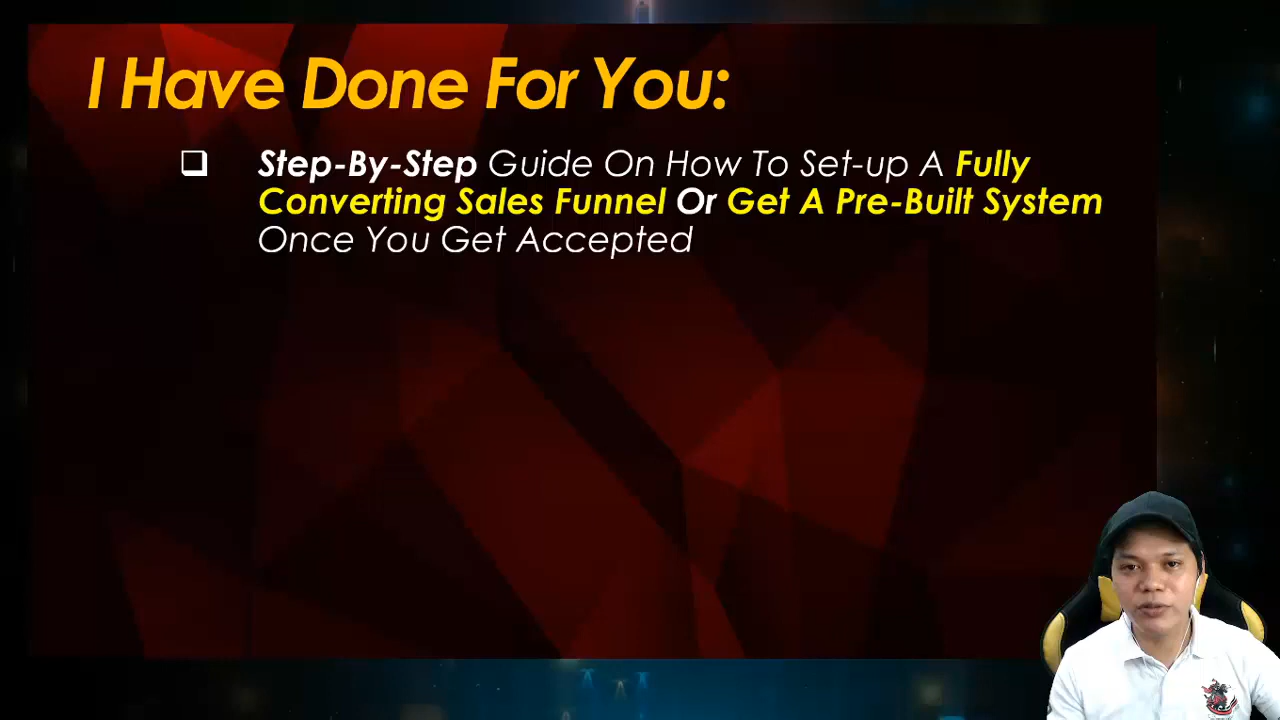 I Have Done For You:
Step-By-Step Guide On How To Set-up A Fully
Converting Sales Funnel Or Get A Pre-Built System
Once You Get Accepted